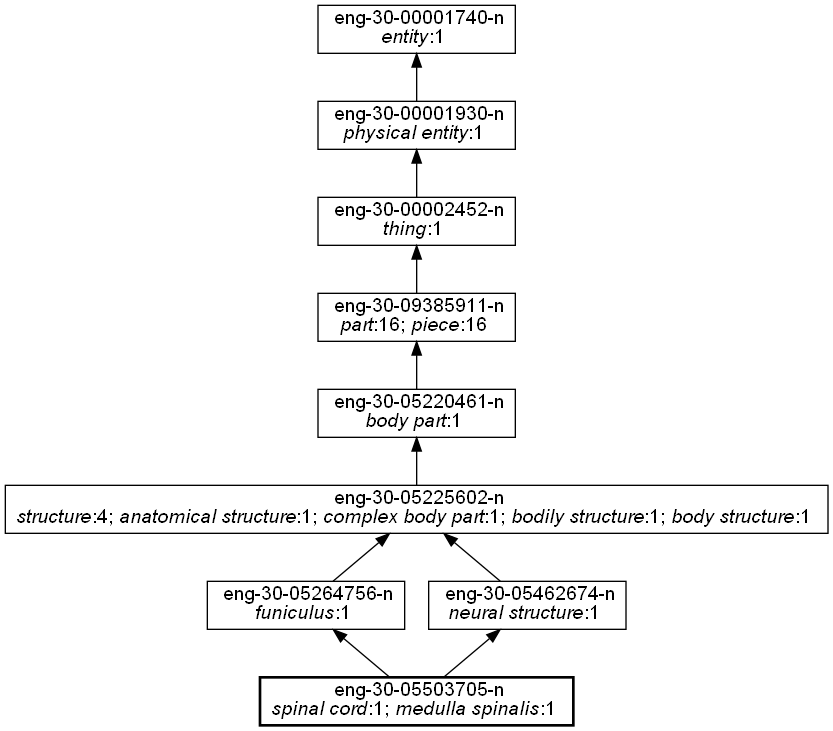 eng-30-00001740-n
entity:1
eng-30-00001930-n
physical entity:1
eng-30-00002452-n
thing:1
eng-30-09385911-n
part:16; piece:16
eng-30-05220461-n
body part:1
eng-30-05225602-n
structure:4; anatomical structure:1; complex body part:1; bodily structure:1; body structure:1
eng-30-05264756-n
funiculus:1
eng-30-05462674-n
neural structure:1
eng-30-05503705-n
spinal cord:1; medulla spinalis:1